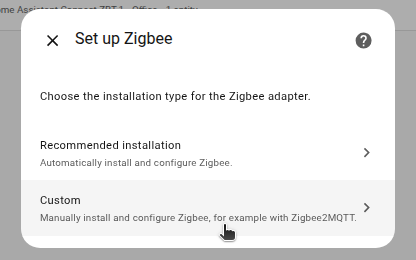 ome Assistant Connect ZBT-1 · Office · 1 entity
Set up Zigbee
Choose the installation type for the Zigbee adapter.
Recommended installation
Automatically install and configure Zigbee.
Custom
Manually install and configure Zigbee, for example with Zigbee2MQTT.